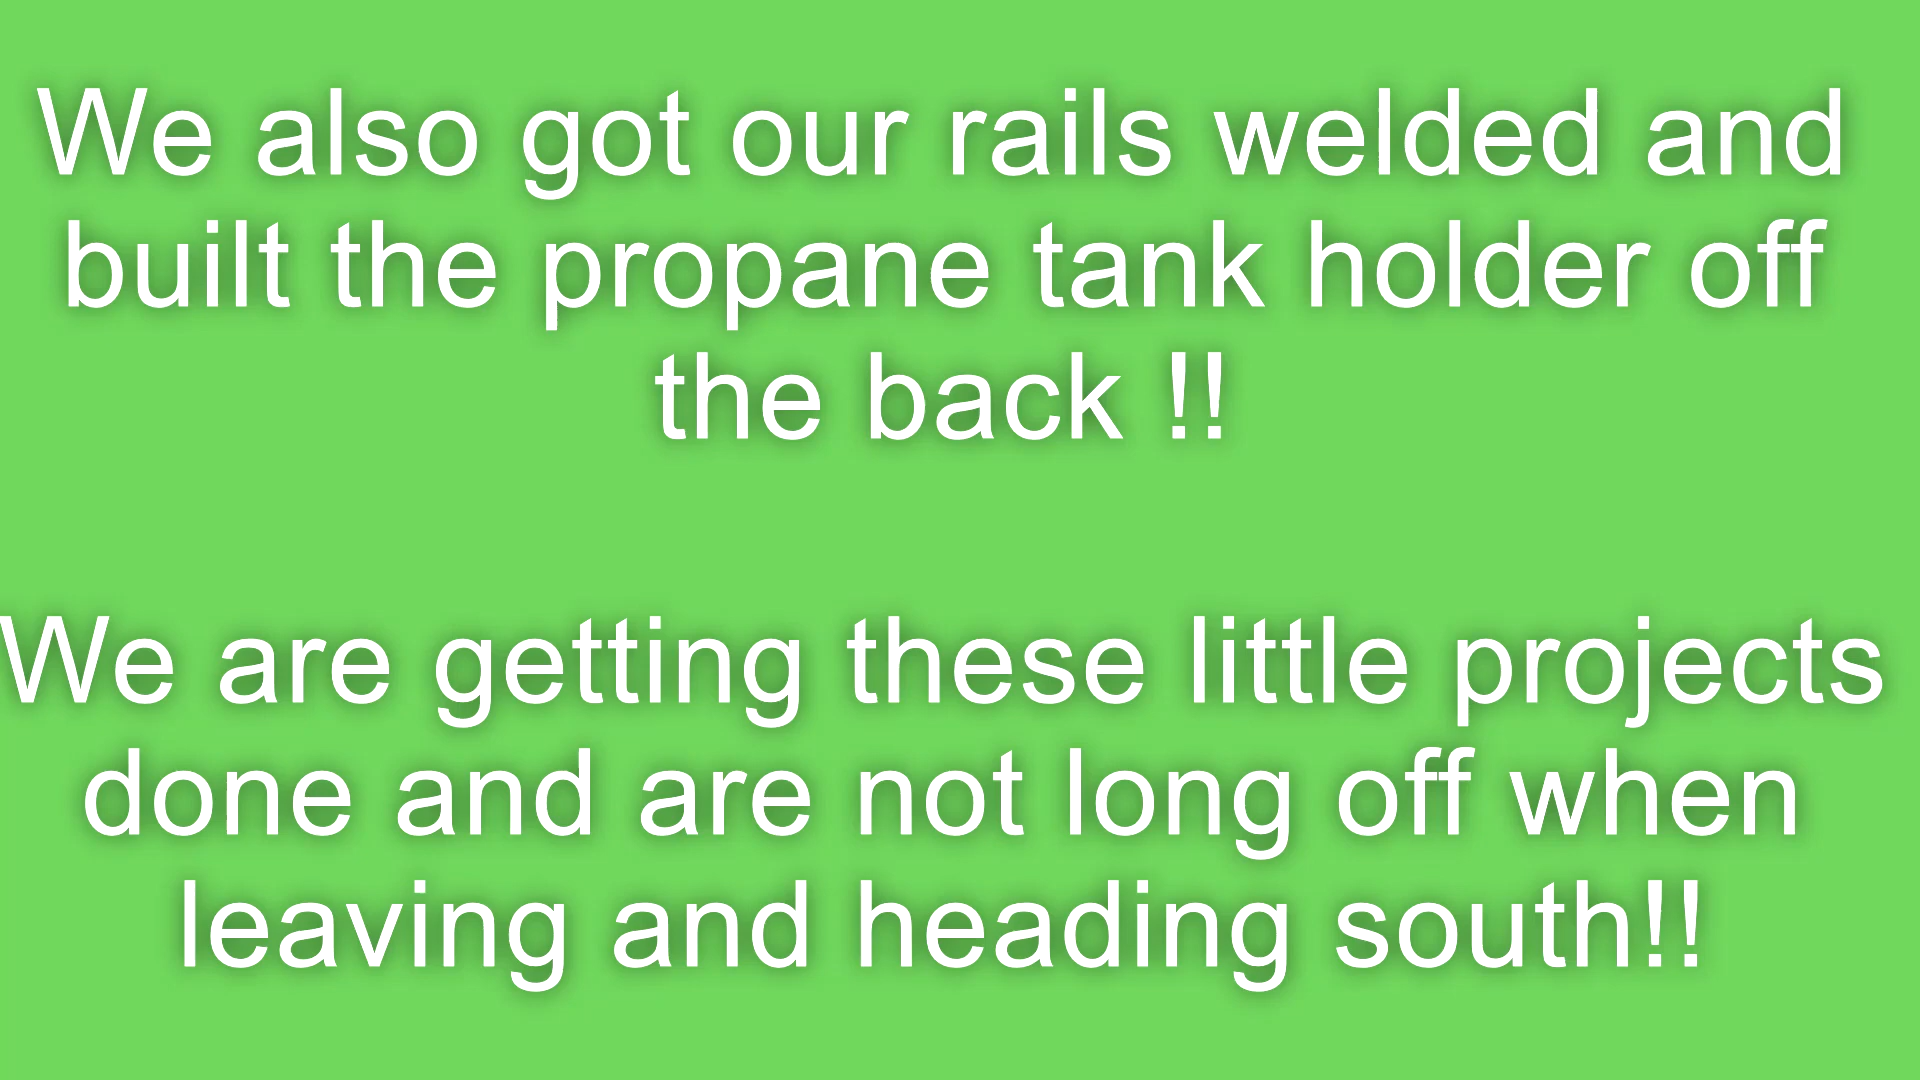 We also got our rails welded and
built the propane tank holder off
the back !!
We are getting these little projects
done and are not long off when
leaving and heading south!!